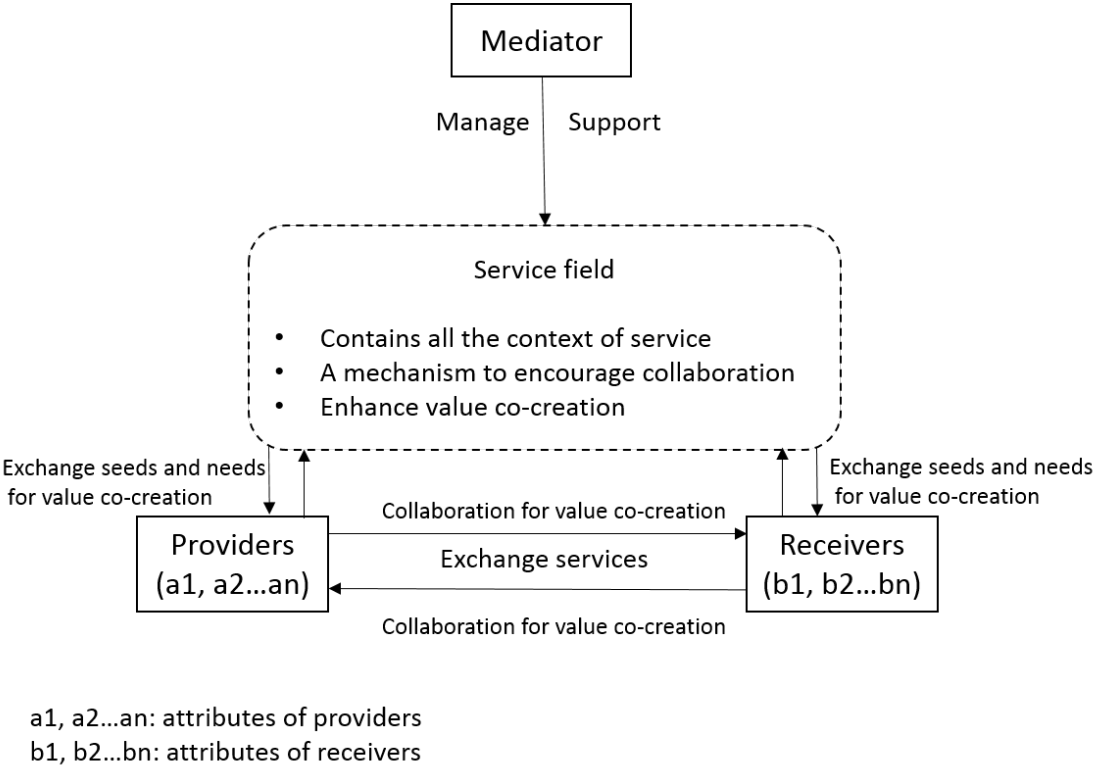 Mediator
Manage Support
Service field
• Contains all the context of service
• A mechanism to encourage collaboration
• Enhance value co-creation
Exchange seeds and needs
for value co-creation
Exchange seeds and needs
for value co-creation
Collaboration for value co-creation
Providers
(a1, a2...an)
Exchange services
Receivers
(b1, b2...bn)
Collaboration for value co-creation
a1, a2...an: attributes of providers
b1, b2...bn: attributes of receivers